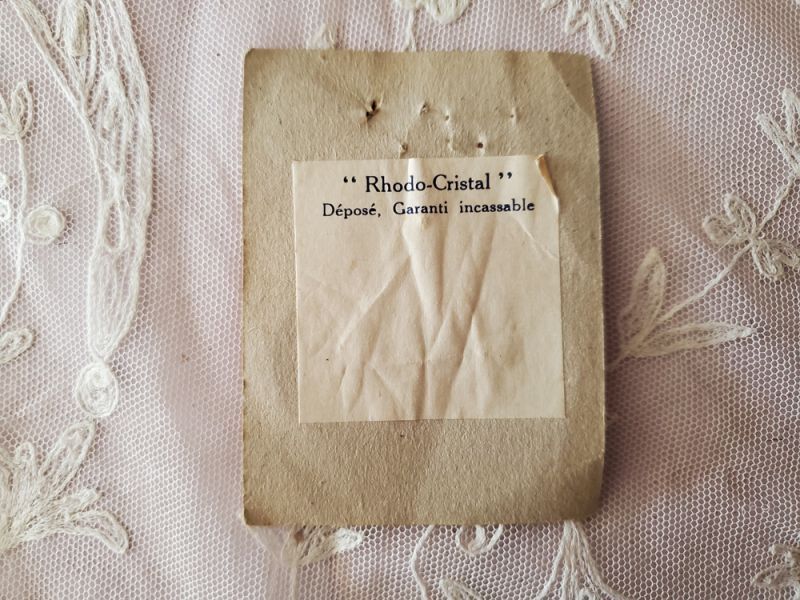 “ Rhodo-Cristal ”
Déposé, Garanti incassable